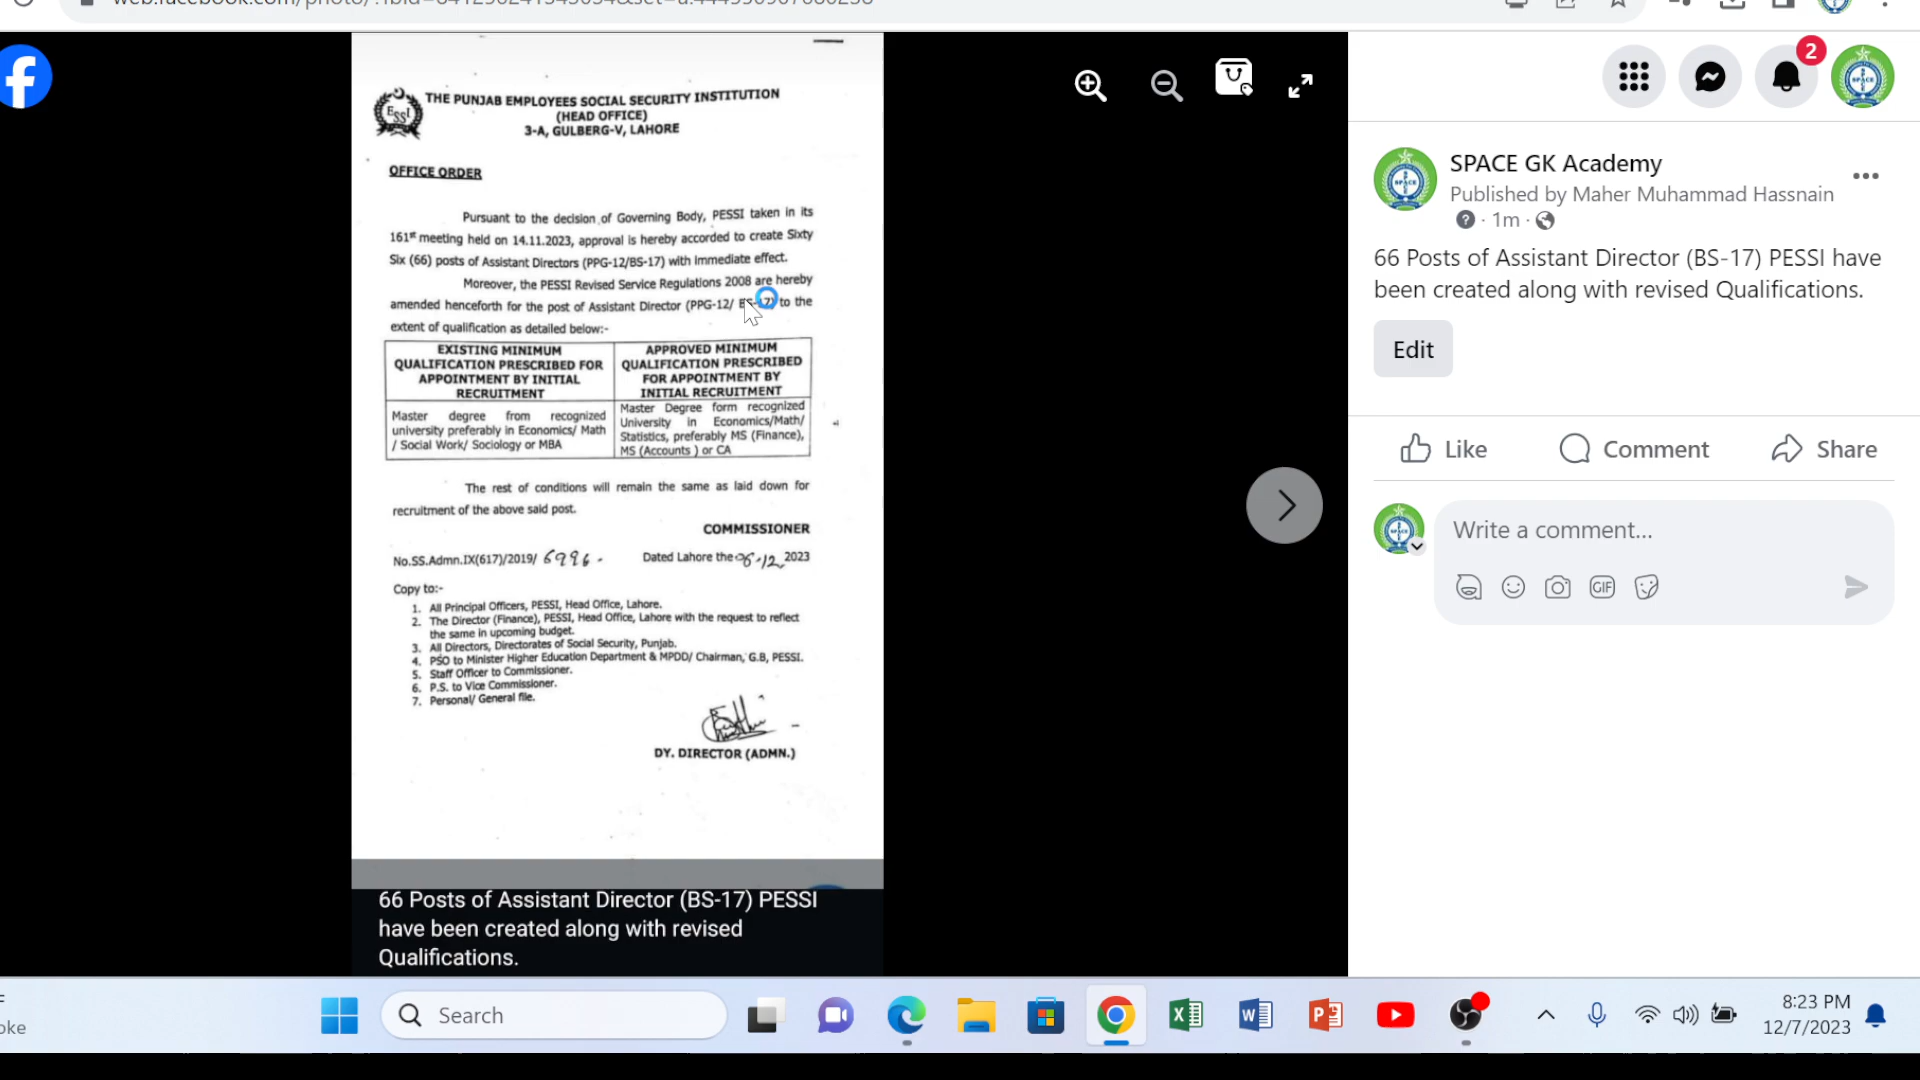 THE PUNJAB EMPLOYEES SOCIAL SECURITY INSTITUTION
(HEAD OFFICE)
3-A, GULBERG-V, LAHORE
ESSI
OFFICE ORDER
Pursuant to the decision of Governing Body, PESSI taken in its
161st meeting held on 14.11.2023, approval is hereby accorded to create Sixty
Six (66) posts of Assistant Directors (PPG-12/BS-17) with immediate effect.
Moreover, the PESSI Revised Service Regulations 2008 are hereby
amended henceforth for the post of Assistant Director (PPG-12/ BS-17) to the
extent of qualification as detailed below:-
EXISTING MINIMUM
QUALIFICATION PRESCRIBED FOR
APPOINTMENT BY INITIAL
RECRUITMENT
APPROVED MINIMUM
QUALIFICATION PRESCRIBED
FOR APPOINTMENT BY
INITIAL RECRUITMENT
Master degree from recognized
university preferably in Economics/ Math
/ Social Work/ Sociology or MBA
Master Degree form recognized
University in Economics/Math/
Statistics, preferably MS (Finance),
MS (Accounts ) or CA
The rest of conditions will remain the same as laid down for
recruitment of the above said post.
COMMISSIONER
No.SS.Admn.IX(617)/2019/ 6996 -
Dated Lahore the 06-12-2023
Copy to:-
1. All Principal Officers, PESSI, Head Office, Lahore.
2. The Director (Finance), PESSI, Head Office, Lahore with the request to reflect
the same in upcoming budget.
3. All Directors, Directorates of Social Security, Punjab.
4. PSO to Minister Higher Education Department & MPDD/ Chairman, G.B, PESSI.
5. Staff Officer to Commissioner.
6. P.S. to Vice Commissioner.
7. Personal/ General file.
DY. DIRECTOR (ADMN.)
66 Posts of Assistant Director (BS-17) PESSI
have been created along with revised
Qualifications.
2
SPACE GK Academy
Published by Maher Muhammad Hassnain
· 1m ·
66 Posts of Assistant Director (BS-17) PESSI have
been created along with revised Qualifications.
Edit
Like
Comment
Share
Write a comment...
GIF
Search
8:23 PM
12/7/2023